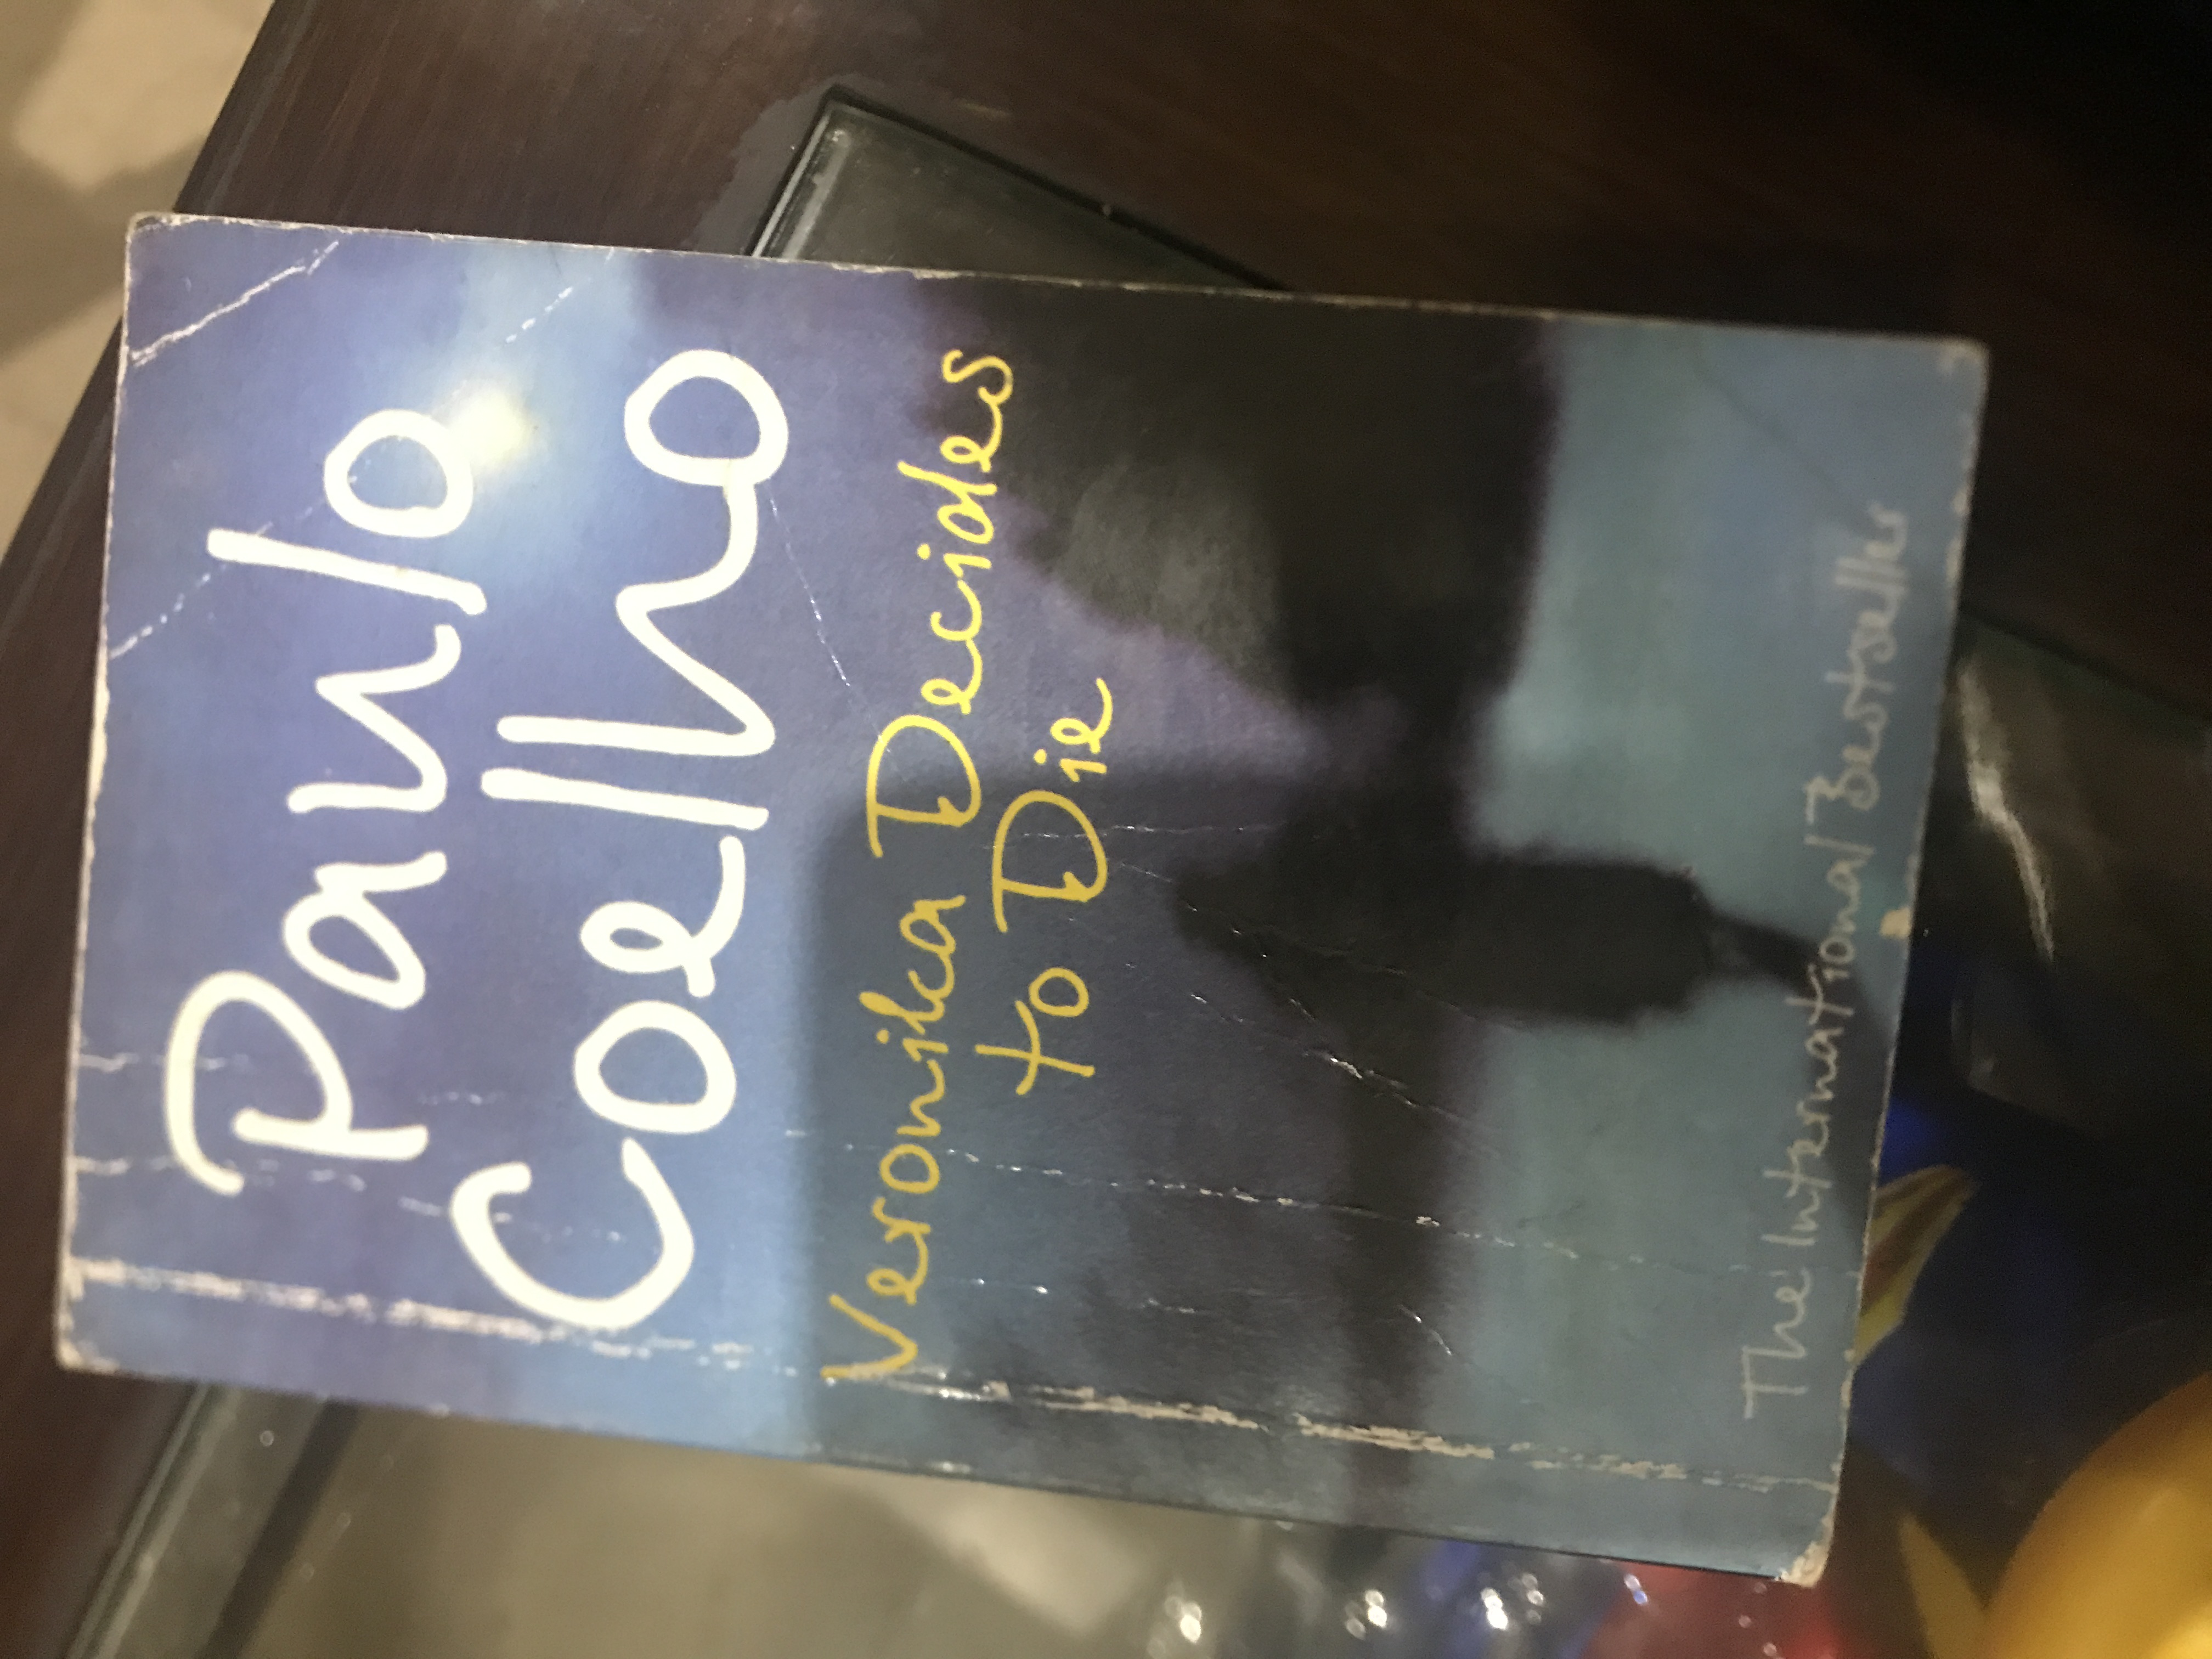 Paulo
Coelho
Veronika Decides
to Die
The International Bestseller